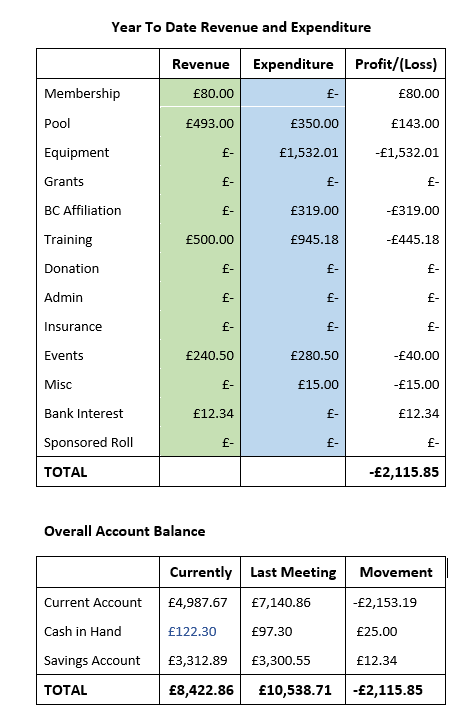 Year To Date Revenue and Expenditure
Revenue Expenditure Profit/(Loss)
Membership £80.00 £- £80.00
Pool £493.00 £350.00 £143.00
Equipment £- £1,532.01 -£1,532.01
Grants £- £- £-
BC Affiliation £- £319.00 -£319.00
Training £500.00 £945.18 -£445.18
Donation £- £- £-
Admin £- £- £-
Insurance £- £- £-
Events £240.50 £280.50 -£40.00
Misc £- £15.00 -£15.00
Bank Interest £12.34 £- £12.34
Sponsored Roll £- £- £-
TOTAL -£2,115.85
Overall Account Balance
Currently Last Meeting Movement
Current Account £4,987.67 £7,140.86 -£2,153.19
Cash in Hand £122.30 £97.30 £25.00
Savings Account £3,312.89 £3,300.55 £12.34
TOTAL £8,422.86 £10,538.71 -£2,115.85